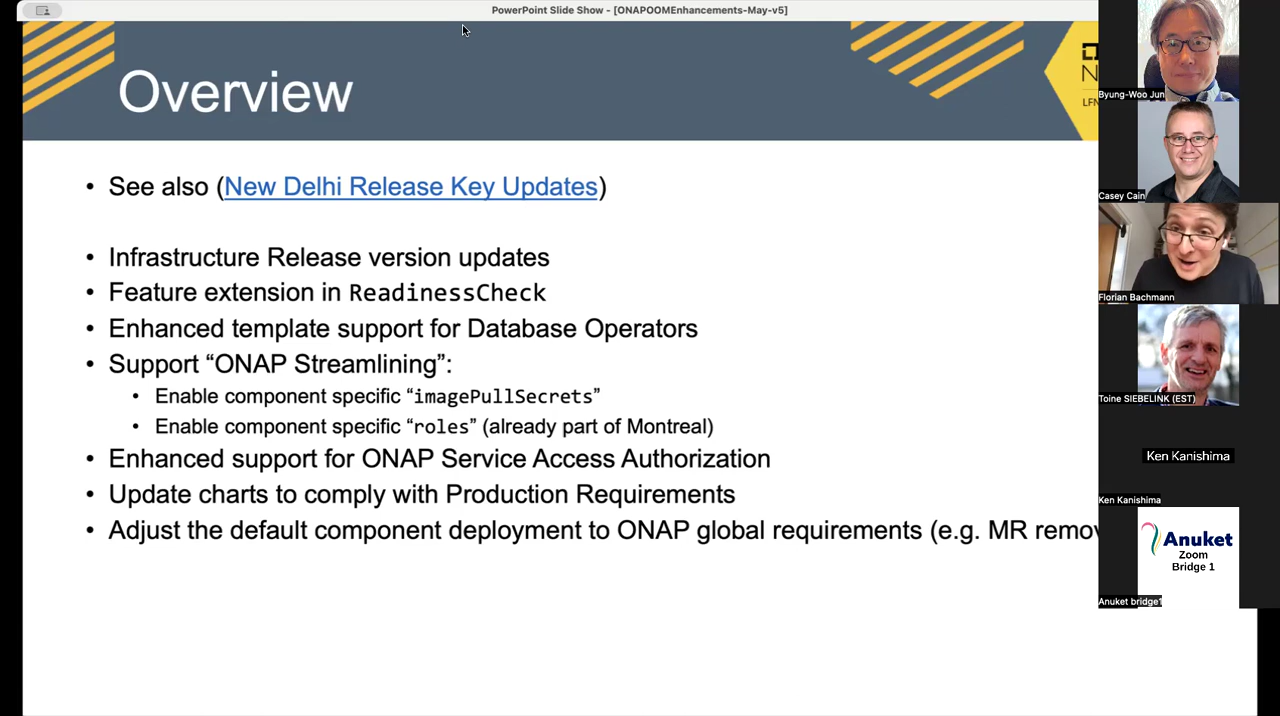 PowerPoint Slide Show - [ONAPOOMEnhancements-May-v5]
Overview
LFN
• See also (New Delhi Release Key Updates)
• Infrastructure Release version updates
• Feature extension in ReadinessCheck
• Enhanced template support for Database Operators
• Support “ONAP Streamlining”:
• Enable component specific “imagePullSecrets”
• Enable component specific “roles” (already part of Montreal)
• Enhanced support for ONAP Service Access Authorization
• Update charts to comply with Production Requirements
• Adjust the default component deployment to ONAP global requirements (e.g. MR remov
Byung-Woo Jun
Casey Cain
Florian Bachmann
Toine SIEBELINK (EST)
Ken Kanishima
Ken Kanishima
Anuket
Zoom
Bridge 1
Anuket bridge1